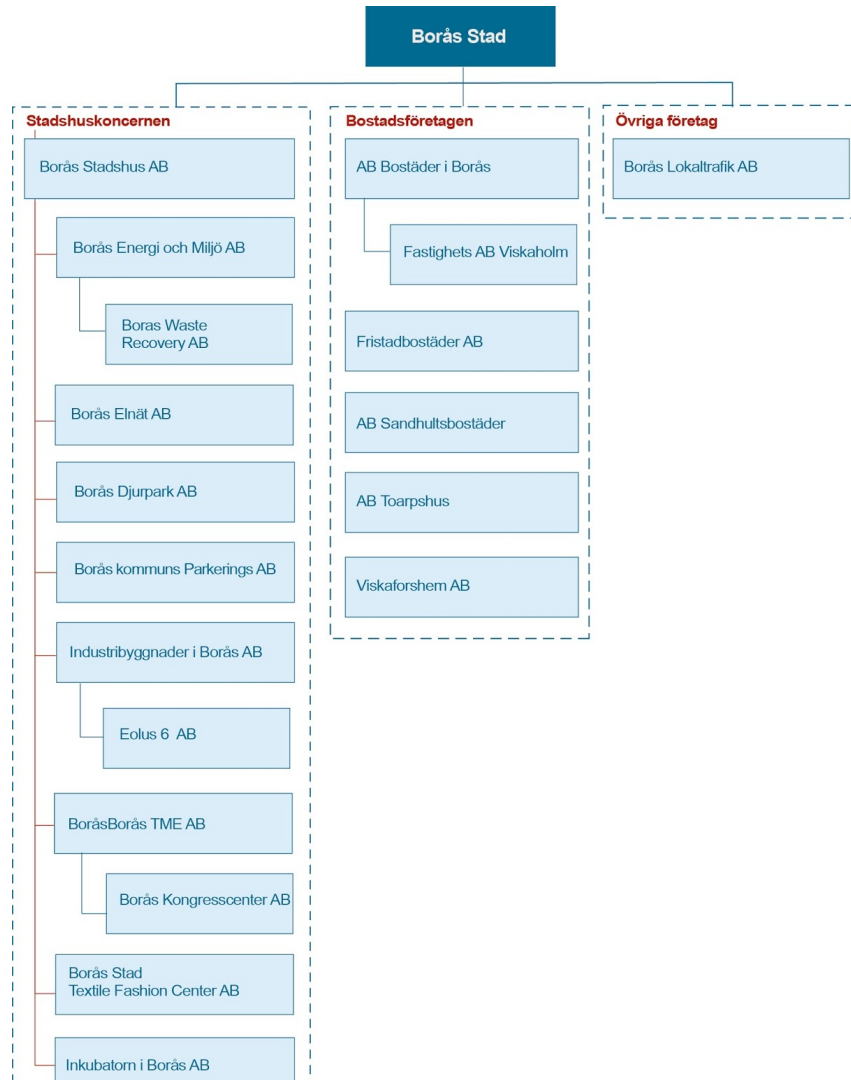 Borås Stad
Stadshuskoncernen
Borås Stadshus AB
Borås Energi och Miljö AB
Boras Waste
Recovery AB
Borås Elnät AB
Borås Djurpark AB
Borås kommuns Parkerings AB
Industribyggnader i Borås AB
Eolus 6 AB
BoråsBorås TME AB
Borås Kongresscenter AB
Borås Stad
Textile Fashion Center AB
Inkubatorn i Borås AB
Bostadsföretagen
AB Bostäder i Borås
Fastighets AB Viskaholm
Fristadbostäder AB
AB Sandhultsbostäder
AB Toarpshus
Viskaforshem AB
Övriga företag
Borås Lokaltrafik AB